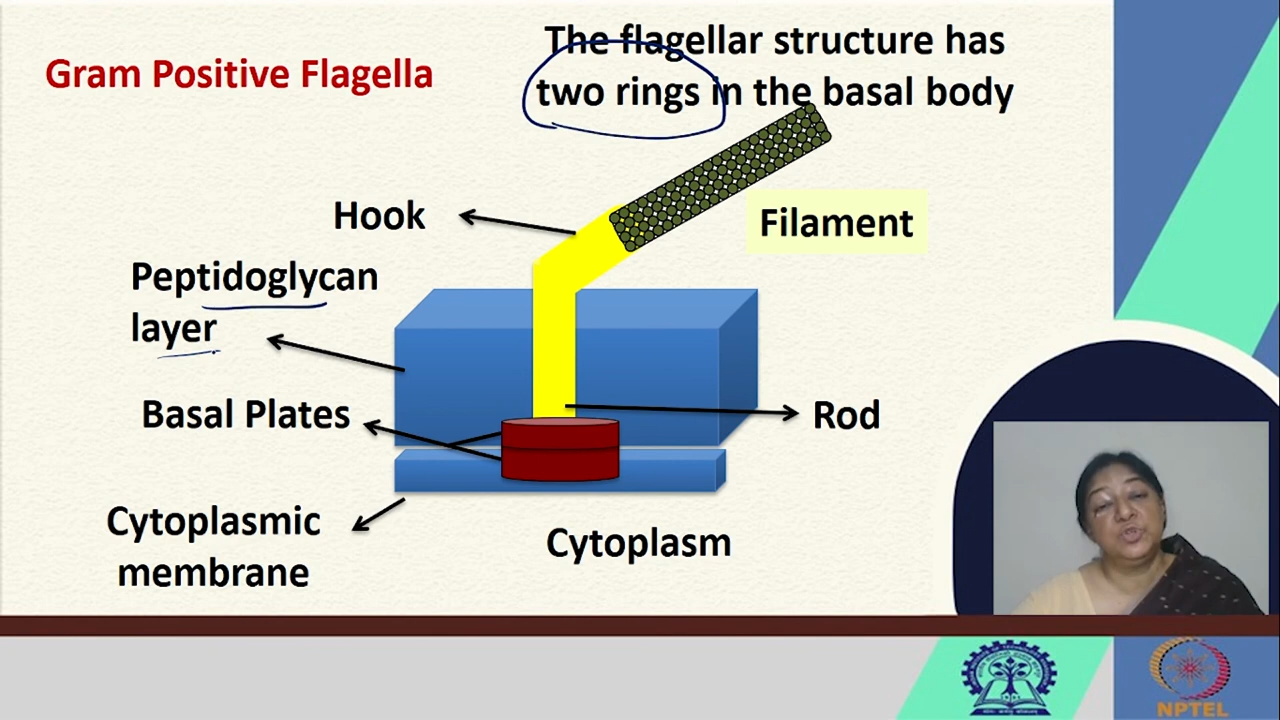 Gram Positive Flagella
The flagellar structure has
two rings in the basal body
Hook
Filament
Peptidoglycan
layer
Basal Plates
Rod
Cytoplasmic
membrane
Cytoplasm
NPTEL